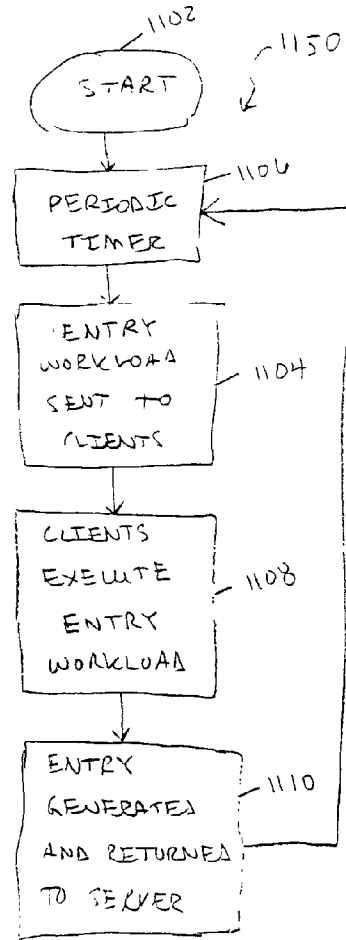 1102
START
1150
1106
PERIODIC
TIMER
ENTRY
WORKLOAD
SENT TO
CLIENTS
1104
CLIENTS
EXECUTE
ENTRY
WORKLOAD
1108
ENTRY
GENERATED
AND RETURNED
TO SERVER
1110